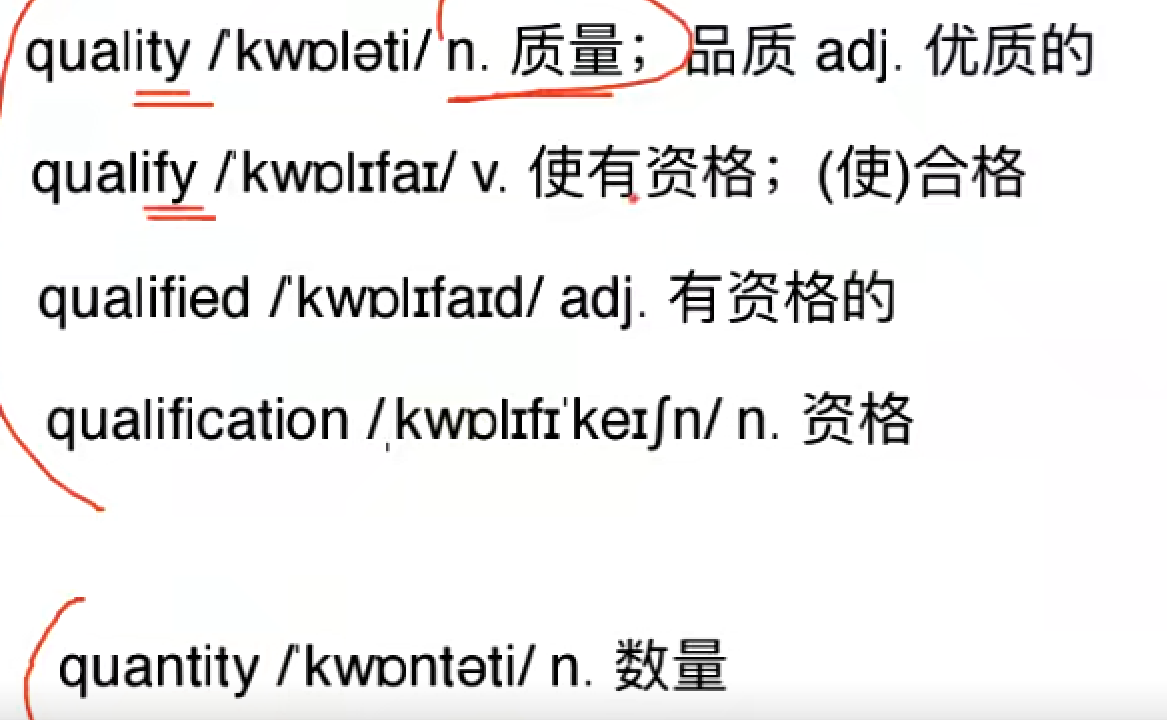 quality /ˈkwɒləti/ n. 质量；品质 adj. 优质的
qualify /ˈkwɒlɪfaɪ/ v. 使有资格；(使)合格
qualified /ˈkwɒlɪfaɪd/ adj. 有资格的
qualification /ˌkwɒlɪfɪˈkeɪʃn/ n. 资格
quantity /ˈkwɒntəti/ n. 数量